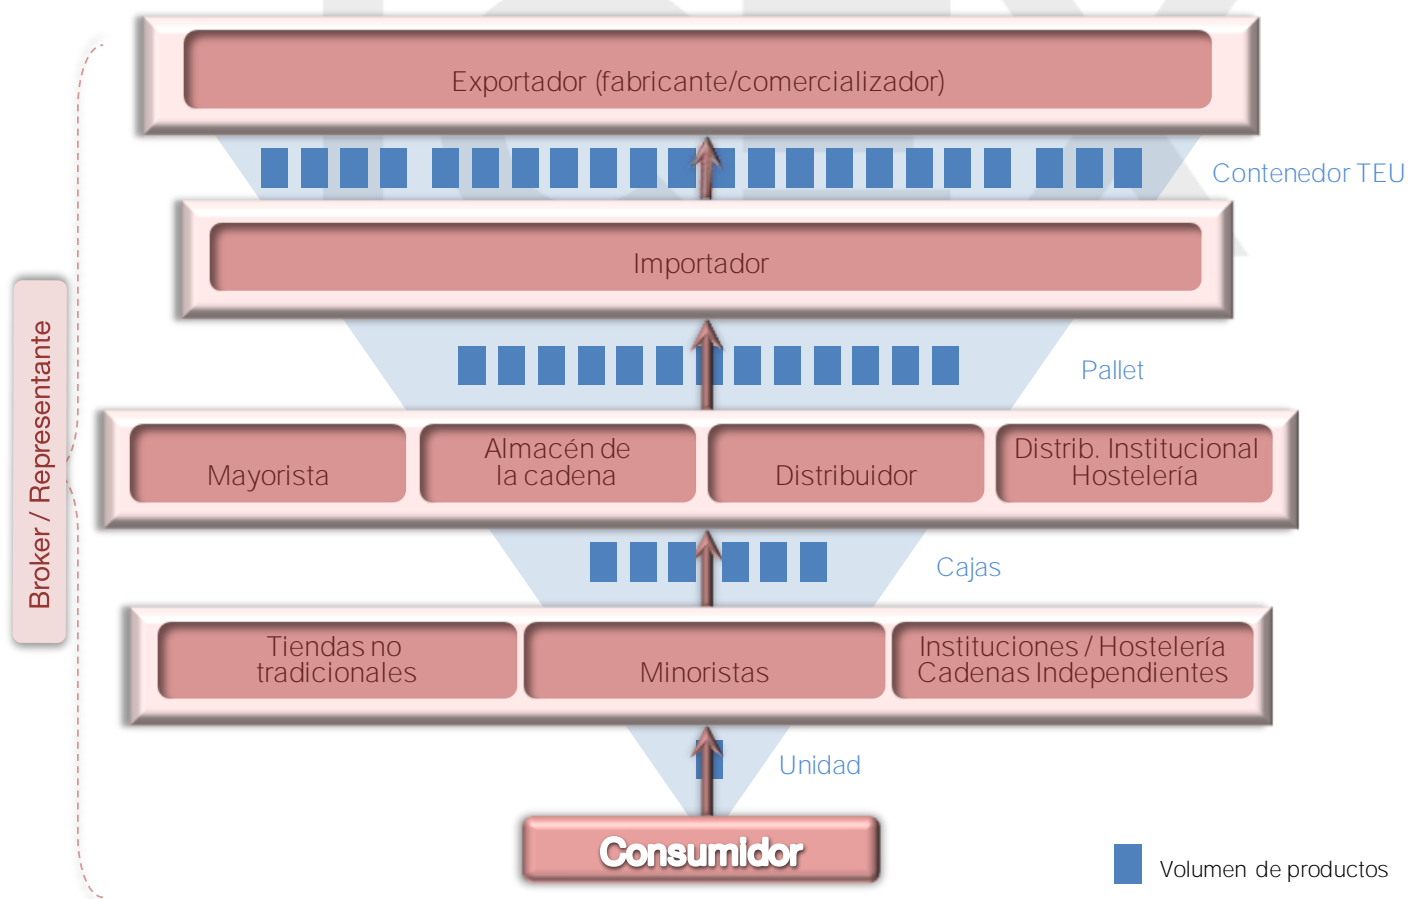 Exportador (fabricante/comercializador)
Contenedor TEU
Importador
Pallet
Broker / Representante
Mayorista
Almacén de
la cadena
Distribuidor
Distrib. Institucional
Hostelería
Cajas
Tiendas no
tradicionales
Minoristas
Instituciones / Hostelería
Cadenas Independientes
Unidad
Consumidor
Volumen de productos